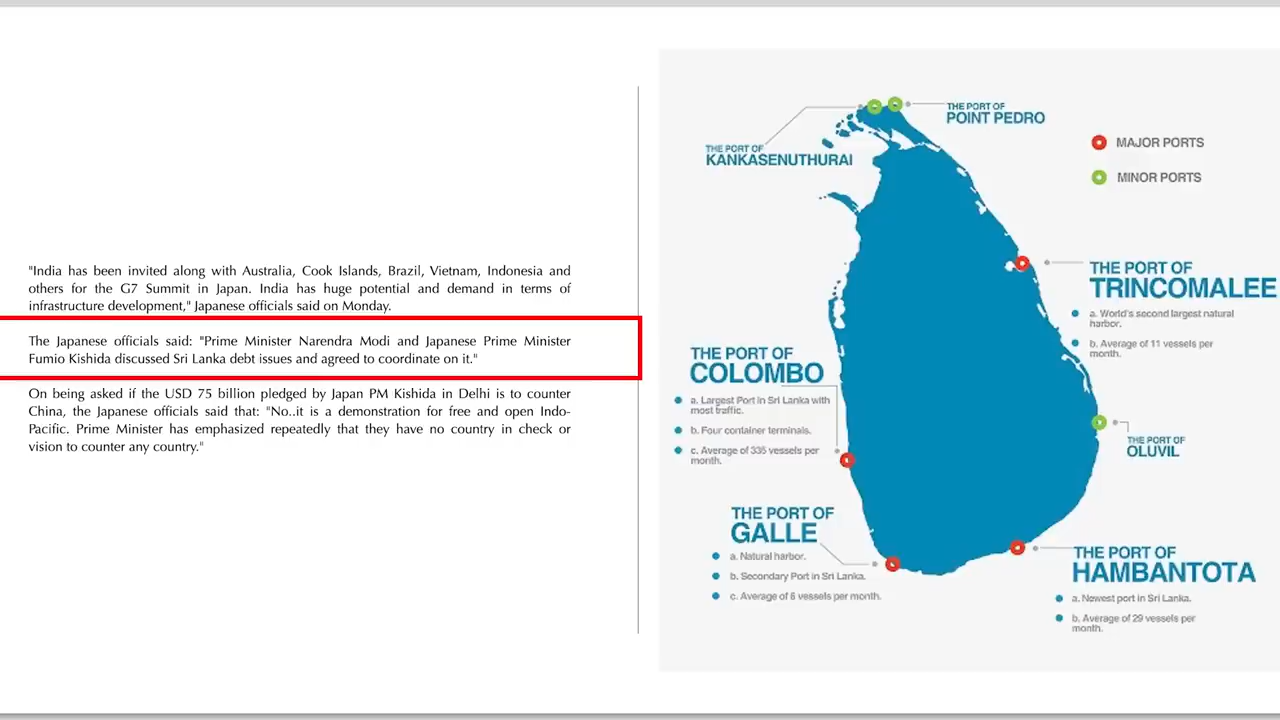 "India has been invited along with Australia, Cook Islands, Brazil, Vietnam, Indonesia and
others for the G7 Summit in Japan. India has huge potential and demand in terms of
infrastructure development," Japanese officials said on Monday.
The Japanese officials said: "Prime Minister Narendra Modi and Japanese Prime Minister
Fumio Kishida discussed Sri Lanka debt issues and agreed to coordinate on it."
On being asked if the USD 75 billion pledged by Japan PM Kishida in Delhi is to counter
China, the Japanese officials said that: "No..it is a demonstration for free and open Indo-
Pacific. Prime Minister has emphasized repeatedly that they have no country in check or
vision to counter any country."
THE PORT OF
POINT PEDRO
THE PORT OF
KANKASENUTHURAI
MAJOR PORTS
MINOR PORTS
THE PORT OF
TRINCOMALEE
a. World's second largest natural
harbor.
b. Average of 11 vessels per
month.
THE PORT OF
COLOMBO
a. Largest Port in Sri Lanka with
most traffic.
b. Four container terminals.
c. Average of 335 vessels per
month.
THE PORT OF
OLUVIL
THE PORT OF
GALLE
a. Natural harbor.
b. Secondary Port in Sri Lanka.
c. Average of 6 vessels per month.
THE PORT OF
HAMBANTOTA
a. Newest port in Sri Lanka.
b. Average of 29 vessels per
month.